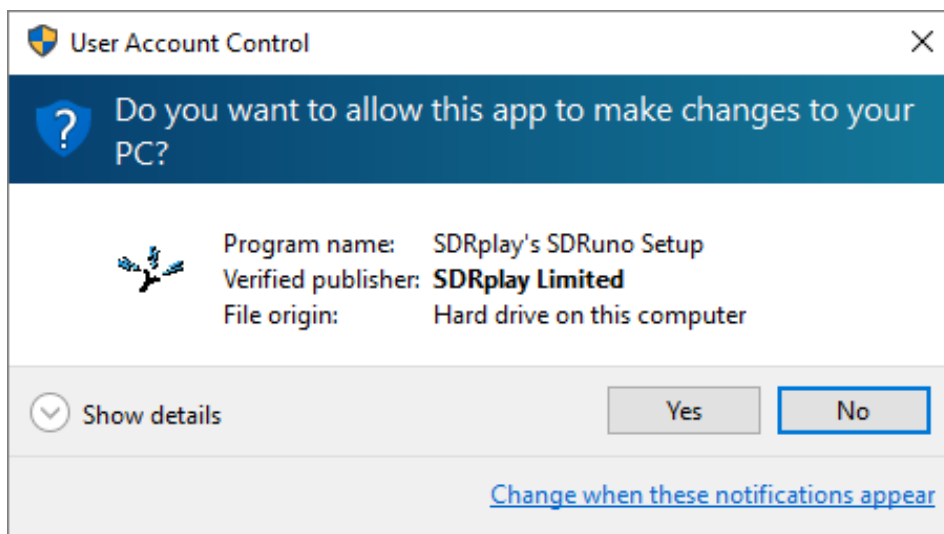 User Account Control
Do you want to allow this app to make changes to your
PC?
Program name: SDRplay's SDRuno Setup
Verified publisher: SDRplay Limited
File origin: Hard drive on this computer
Show details
Yes
No
Change when these notifications appear